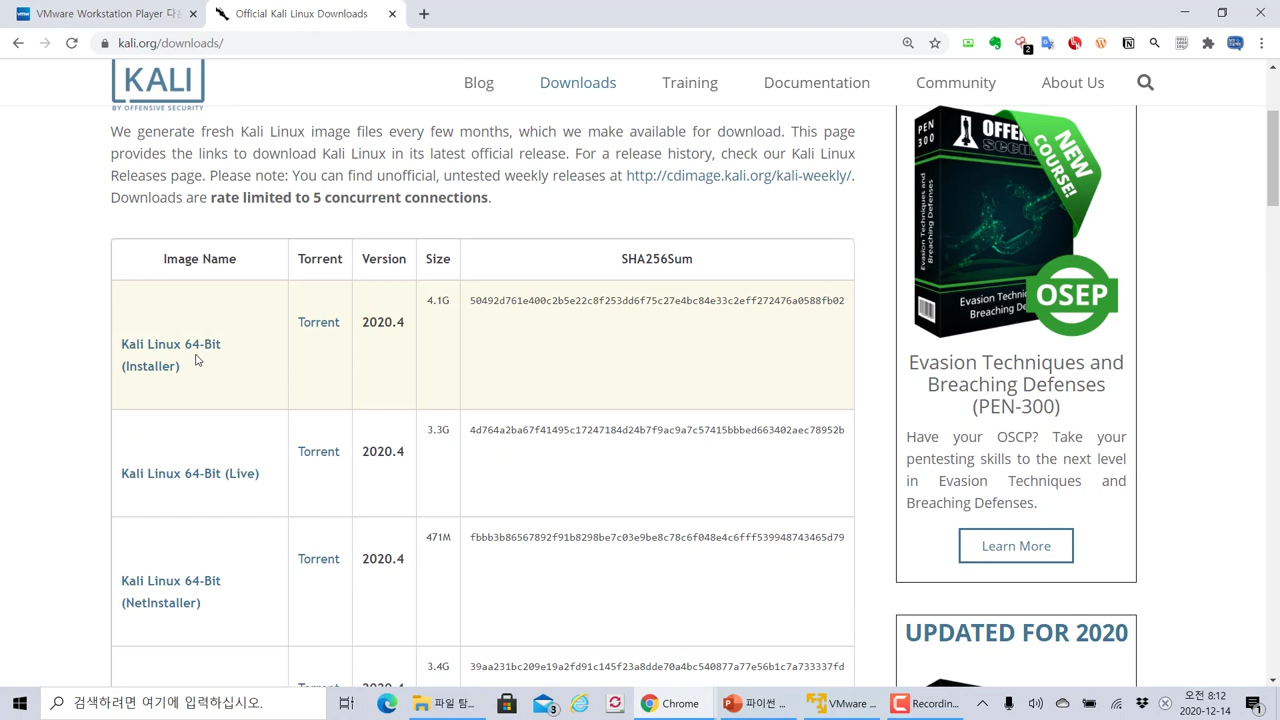 VMware Workstation Player 다운
Official Kali Linux Downloads
kali.org/downloads/
2
KALI
BY OFFENSIVE SECURITY
Blog
Downloads
Training
Documentation
Community
About Us
We generate fresh Kali Linux image files every few months, which we make available for download. This page
provides the links to download Kali Linux in its latest official release. For a release history, check our Kali Linux
Releases page. Please note: You can find unofficial, untested weekly releases at http://cdimage.kali.org/kali-weekly/.
Downloads are rate limited to 5 concurrent connections.
Image Name
Torrent
Version
Size
SHA256Sum
Kali Linux 64-Bit
(Installer)
Torrent
2020.4
4.1G
50492d761e400c2b5e22c8f253dd6f75c27e4bc84e33c2eff272476a0588fb02
Kali Linux 64-Bit (Live)
Torrent
2020.4
3.3G
4d764a2ba67f41495c17247184d24b7f9ac9a7c57415bbbed663402aec78952b
Kali Linux 64-Bit
(NetInstaller)
Torrent
2020.4
471M
fbbb3b86567892f91b8298be7c03e9be8c78c6f048e4c6fff539948743465d79
3.4G
39aa231bc209e19a2fd91c145f23a8dde70a4bc540877a77e56b1c7a733337fd
PEN
300
NEW
COURSE!
Evasion Techniques and
Breaching Defenses
OSEP
Evasion Techniques and
Breaching Defenses
(PEN-300)
Have your OSCP? Take your
pentesting skills to the next level
in Evasion Techniques and
Breaching Defenses.
Learn More
UPDATED FOR 2020
검색하려면 여기에 입력하십시오.
파일 탐...
Chrome
파이썬 ...
VMware ...
Recording...
오전 8:12
2020-12-14
1